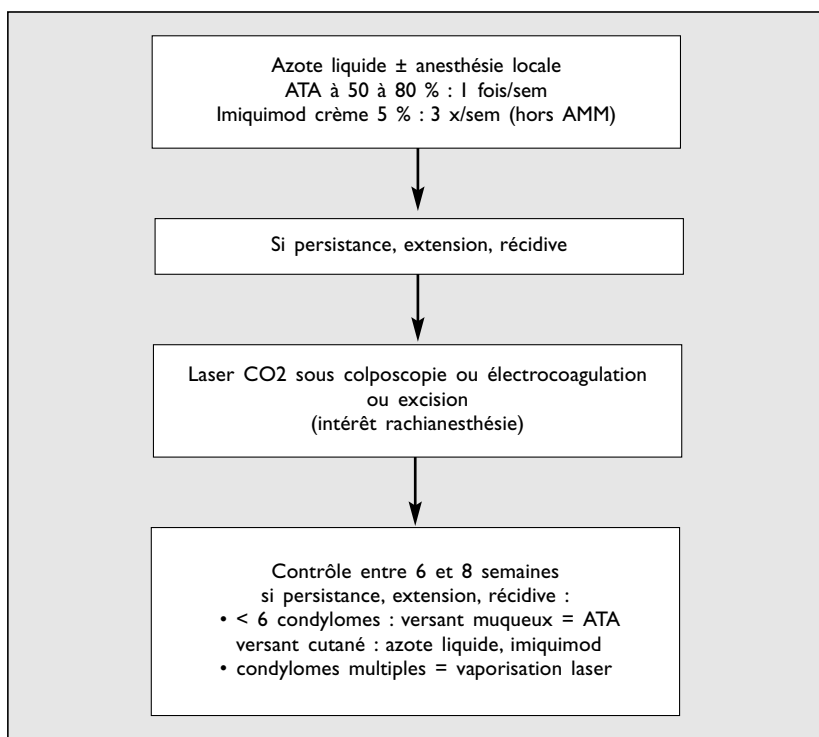 Azote liquide ± anesthésie locale
ATA à 50 à 80 % : 1 fois/sem
Imiquimod crème 5 % : 3 x/sem (hors AMM)
Si persistance, extension, récidive
Laser CO2 sous colposcopie ou électrocoagulation
ou excision
(intérêt rachianesthésie)
Contrôle entre 6 et 8 semaines
si persistance, extension, récidive :
• < 6 condylomes : versant muqueux = ATA
versant cutané : azote liquide, imiquimod
• condylomes multiples = vaporisation laser